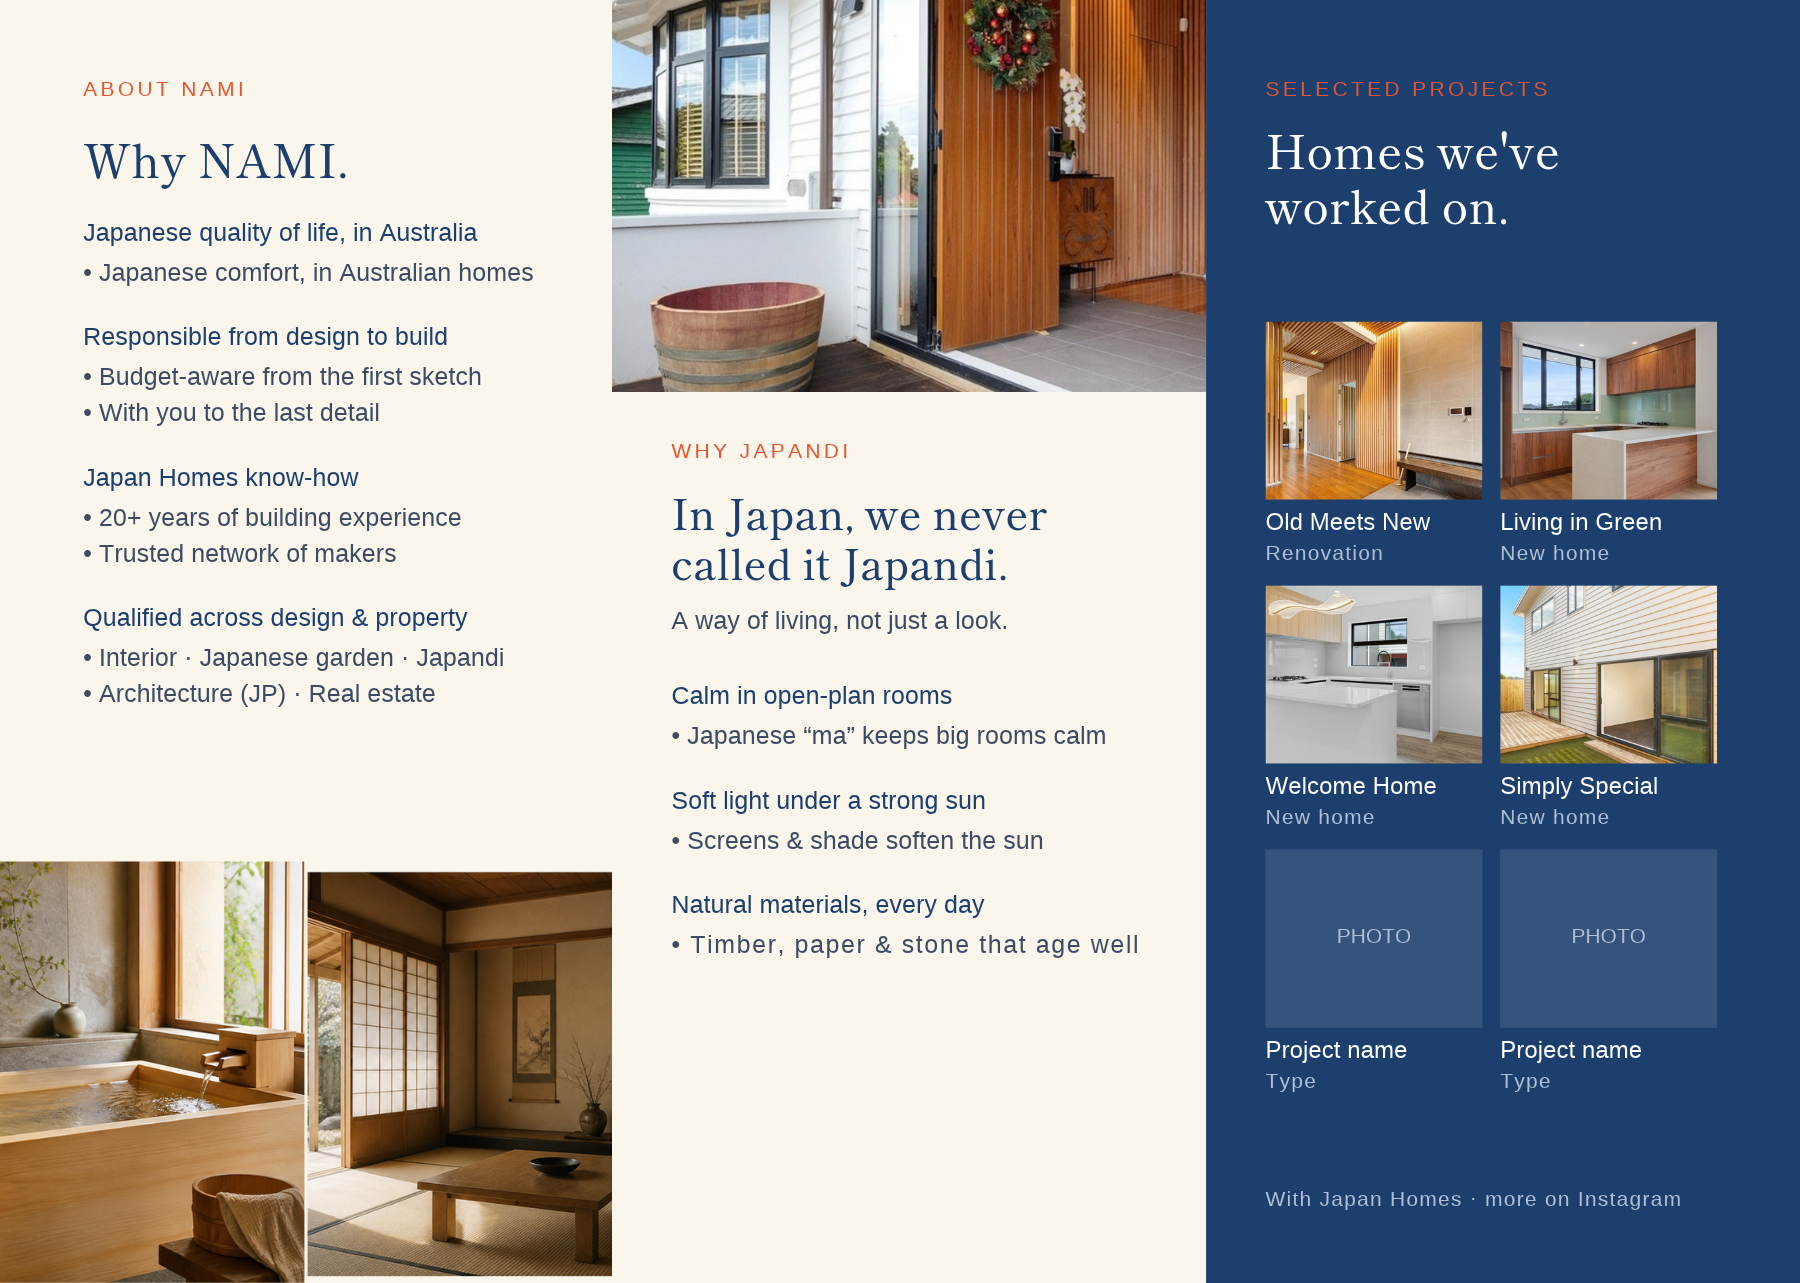 ABOUT NAMI
Why NAMI.
Japanese quality of life, in Australia
• Japanese comfort, in Australian homes
Responsible from design to build
• Budget-aware from the first sketch
• With you to the last detail
Japan Homes know-how
• 20+ years of building experience
• Trusted network of makers
Qualified across design & property
• Interior · Japanese garden · Japandi
• Architecture (JP) · Real estate
WHY JAPANDI
In Japan, we never
called it Japandi.
A way of living, not just a look.
Calm in open-plan rooms
• Japanese “ma” keeps big rooms calm
Soft light under a strong sun
• Screens & shade soften the sun
Natural materials, every day
• Timber, paper & stone that age well
SELECTED PROJECTS
Homes we've
worked on.
Old Meets New
Renovation
Living in Green
New home
Welcome Home
New home
Simply Special
New home
PHOTO
Project name
Type
PHOTO
Project name
Type
With Japan Homes · more on Instagram